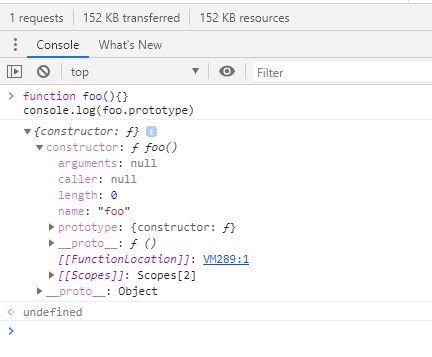 1 requests 152 KB transferred 152 KB resources
Console What's New
top Filter
function foo(){}
console.log(foo.prototype)
{constructor: ƒ} i
constructor: ƒ foo()
arguments: null
caller: null
length: 0
name: "foo"
prototype: {constructor: ƒ}
__proto__: ƒ ()
[[FunctionLocation]]: VM289:1
[[Scopes]]: Scopes[2]
__proto__: Object
undefined